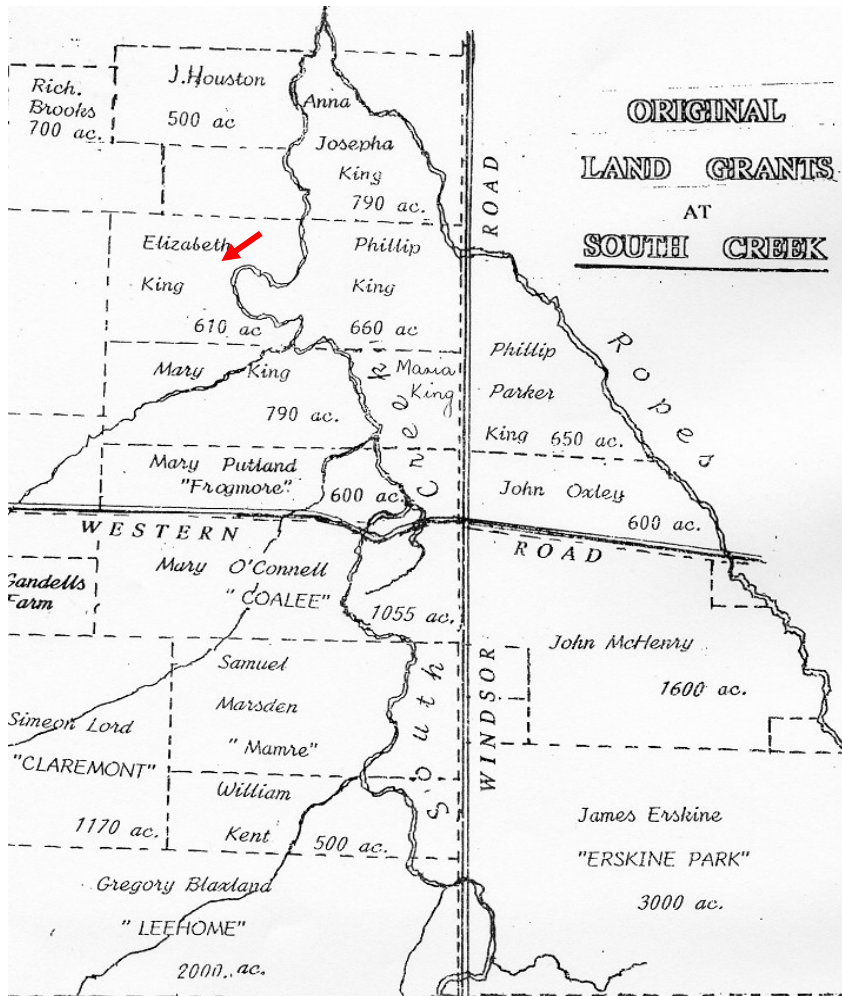 ORIGINAL
LAND GRANTS
AT
SOUTH CREEK
Rich.
Brooks
700 ac.
J. Houston
500 ac
Anna
Josepha
King
790 ac.
ROAD
Elizabeth
King
610 ac
Phillip
King
660 ac
Mary King
790 ac.
Maria
King
Phillip
Parker
King 650 ac.
Ropes
Creek
Mary Putland
"Frogmore"
600 ac.
John Oxley
600 ac.
WESTERN
ROAD
Gandells
Farm
Mary O'Connell
"COALEE"
1055 ac.
John McHenry
1600 ac.
Samuel
Marsden
"Mamre"
South
WINDSOR
Simeon Lord
"CLAREMONT"
1170 ac.
William
Kent 500 ac.
James Erskine
"ERSKINE PARK"
3000 ac.
Gregory Blaxland
"LEEHOME"
2000. ac.